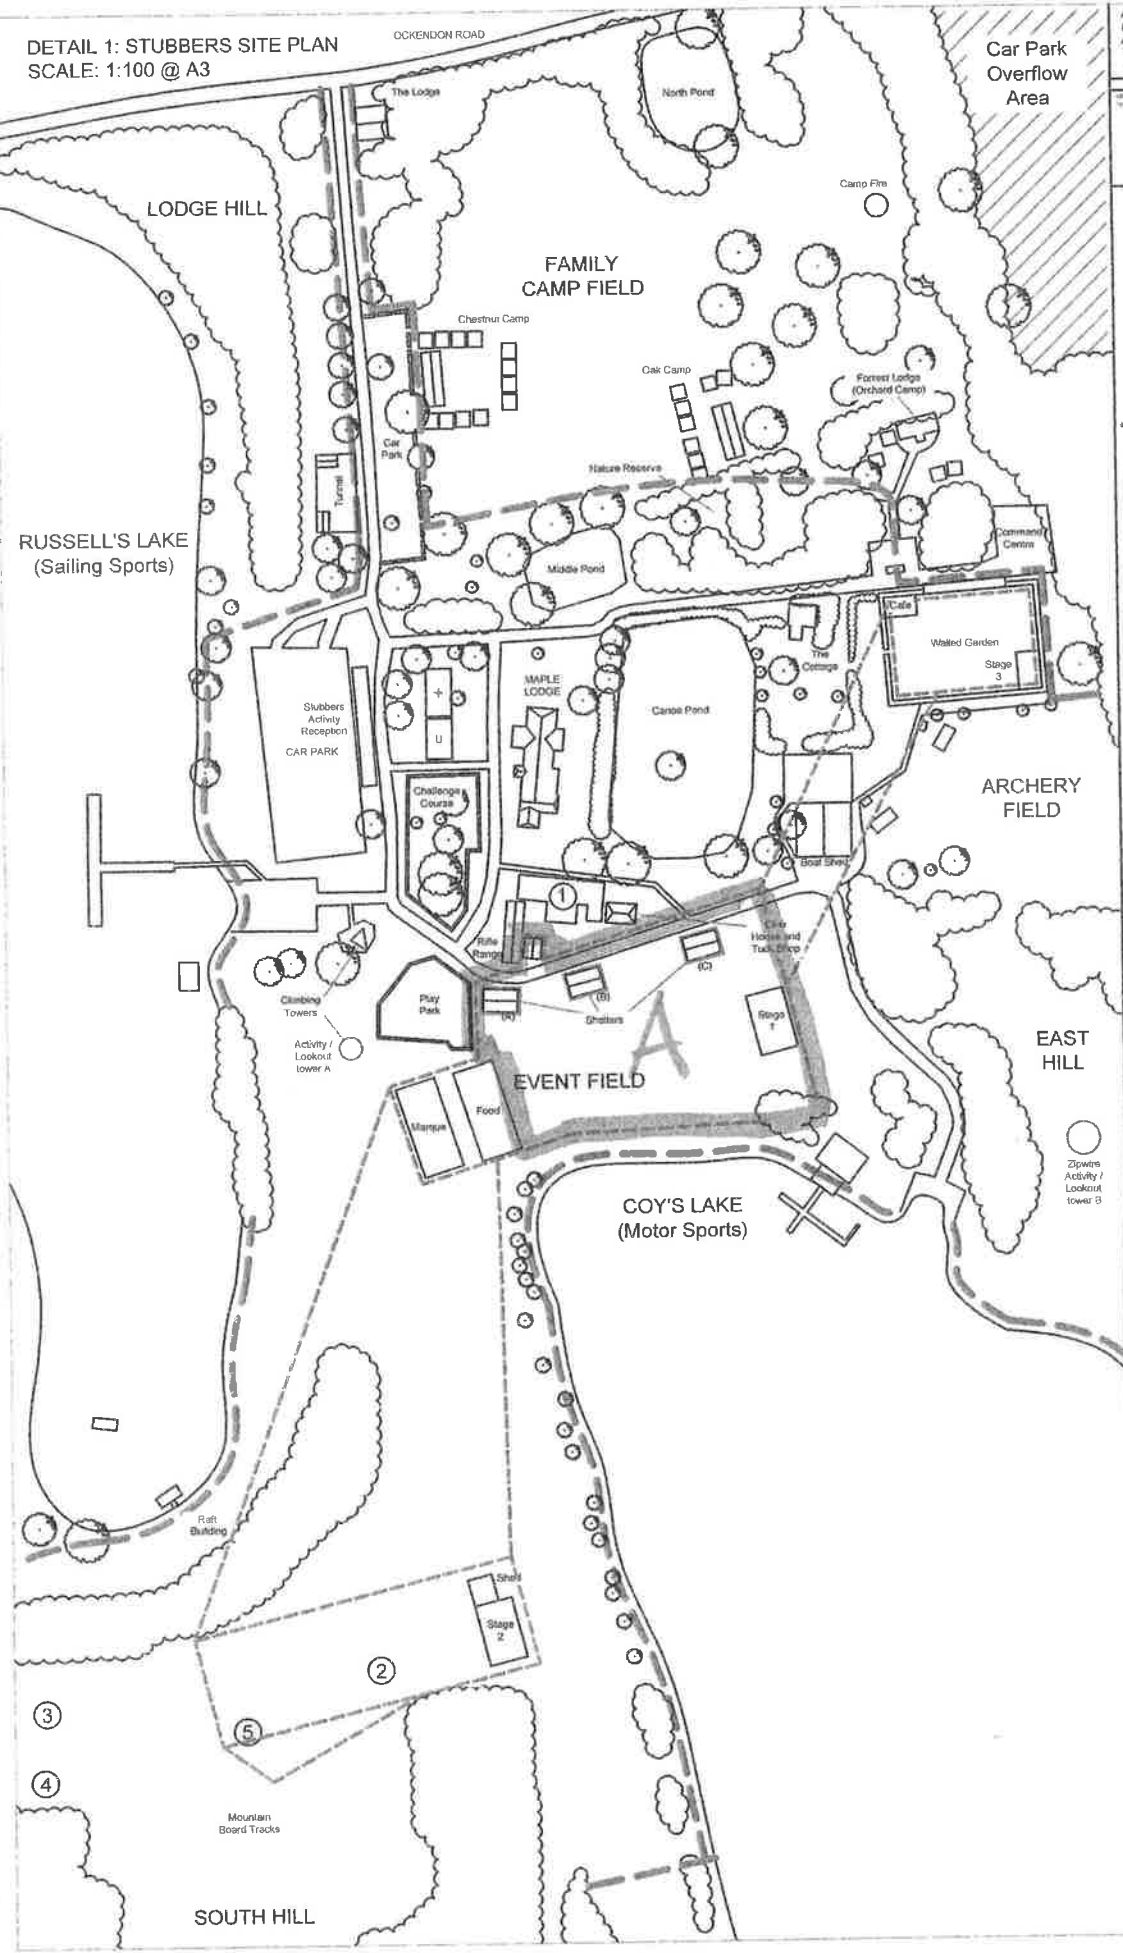 DETAIL 1: STUBBERS SITE PLAN
SCALE: 1:100 @ A3
OCKENDON ROAD
The Lodge
North Pond
Car Park
Overflow
Area
Camp Fire
LODGE HILL
FAMILY
CAMP FIELD
Chestnut Camp
Oak Camp
Forrest Lodge
(Orchard Camp)
Car
Park
Nature Reserve
Tunnel
RUSSELL'S LAKE
(Sailing Sports)
Middle Pond
Command
Centre
Cafe
Walled Garden
Stage
3
The
Cottage
MAPLE
LODGE
Canoe Pond
Stubbers
Activity
Reception
CAR PARK
+
U
Challenge
Course
ARCHERY
FIELD
Boat Shed
1
Rifle
Range
House and
Tuck Shop
(A)
(B)
(C)
Shelters
Play
Park
Climbing
Towers
Activity /
Lookout
tower A
A
Stage
1
EVENT FIELD
EAST
HILL
Marque
Food
Zipwire
Activity /
Lookout
tower B
COY'S LAKE
(Motor Sports)
Raft
Building
Shed
Stage
2
2
3
5
4
Mountain
Board Tracks
SOUTH HILL